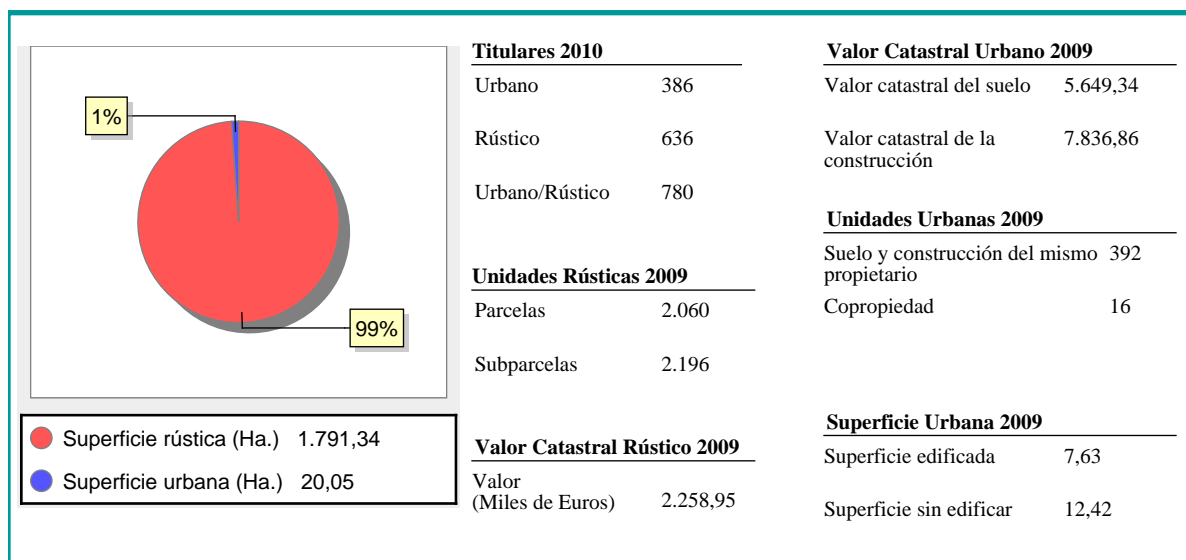 1%
99%
Superficie rústica (Ha.) 1.791,34
Superficie urbana (Ha.) 20,05
Titulares 2010
Urbano 386
Rústico 636
Urbano/Rústico 780
Unidades Rústicas 2009
Parcelas 2.060
Subparcelas 2.196
Valor Catastral Rústico 2009
Valor
(Miles de Euros) 2.258,95
Valor Catastral Urbano 2009
Valor catastral del suelo 5.649,34
Valor catastral de la 7.836,86
construcción
Unidades Urbanas 2009
Suelo y construcción del mismo 392
propietario
Copropiedad 16
Superficie Urbana 2009
Superficie edificada 7,63
Superficie sin edificar 12,42